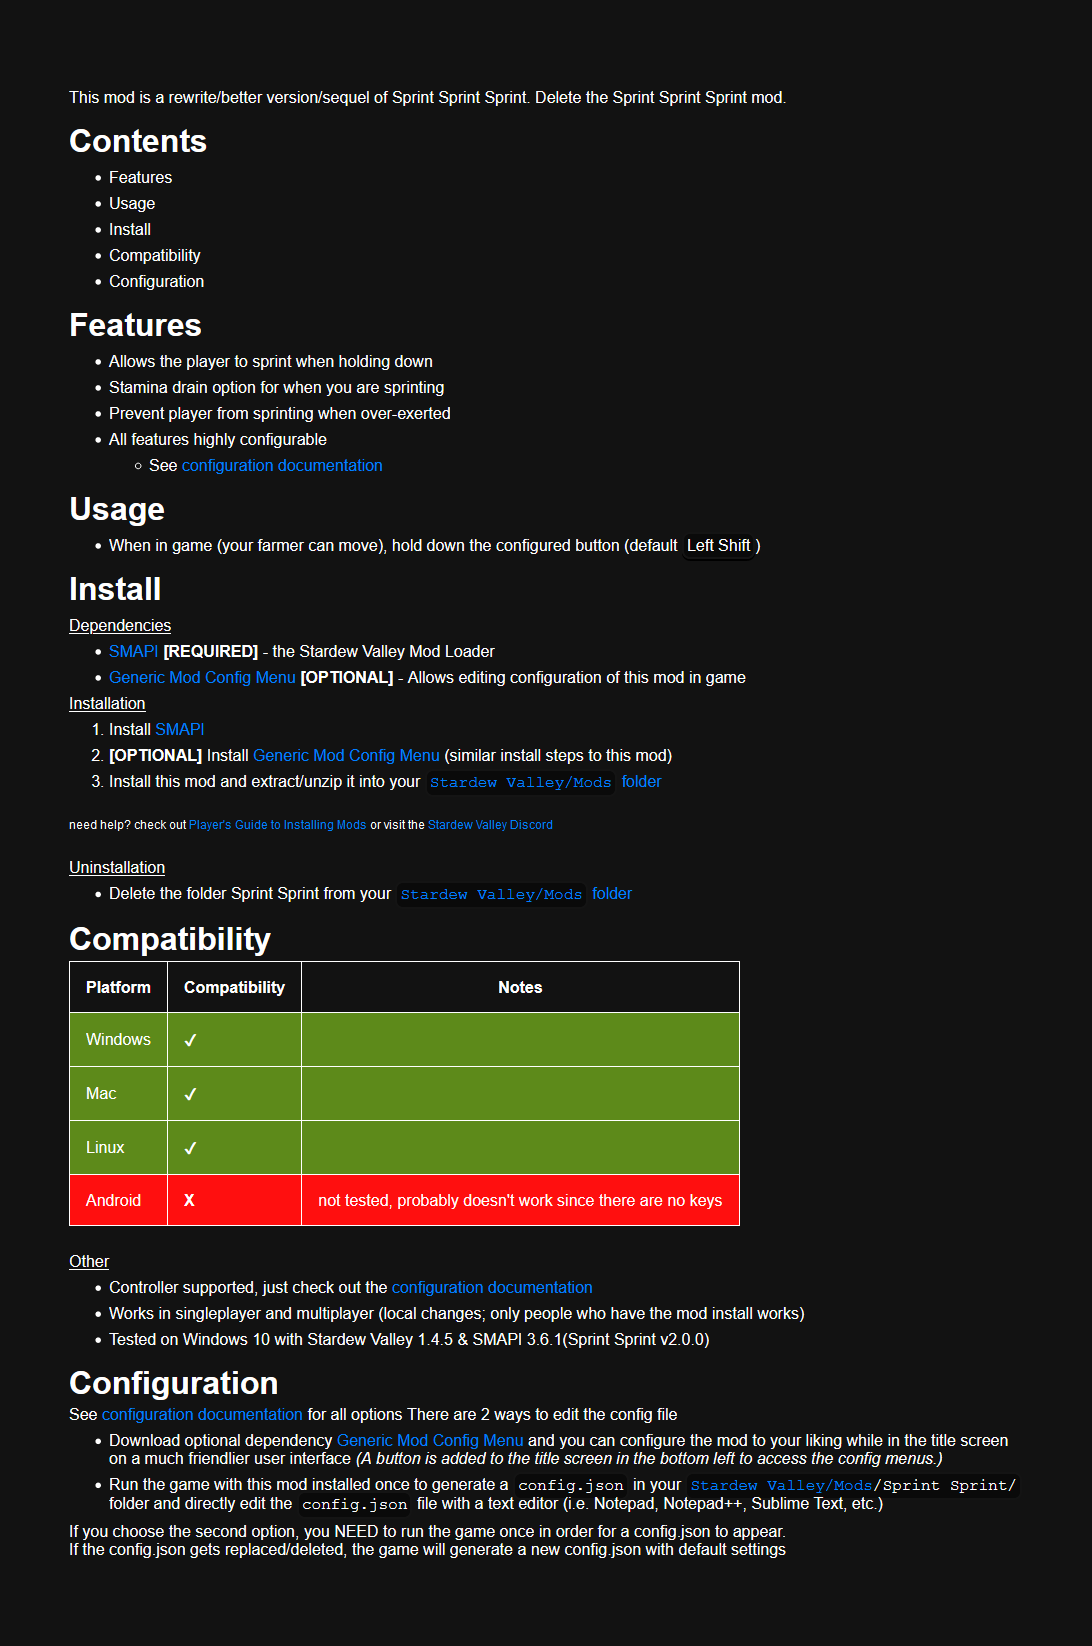 This mod is a rewrite/better version/sequel of Sprint Sprint Sprint. Delete the Sprint Sprint Sprint mod.
Contents
• Features
• Usage
• Install
• Compatibility
• Configuration
Features
• Allows the player to sprint when holding down
• Stamina drain option for when you are sprinting
• Prevent player from sprinting when over-exerted
• All features highly configurable
◦ See configuration documentation
Usage
• When in game (your farmer can move), hold down the configured button (default Left Shift )
Install
Dependencies
• SMAPI [REQUIRED] - the Stardew Valley Mod Loader
• Generic Mod Config Menu [OPTIONAL] - Allows editing configuration of this mod in game
Installation
1. Install SMAPI
2. [OPTIONAL] Install Generic Mod Config Menu (similar install steps to this mod)
3. Install this mod and extract/unzip it into your Stardew Valley/Mods folder
need help? check out Player's Guide to Installing Mods or visit the Stardew Valley Discord
Uninstallation
• Delete the folder Sprint Sprint from your Stardew Valley/Mods folder
Compatibility
Platform Compatibility Notes
Windows ✓
Mac ✓
Linux ✓
Android X not tested, probably doesn't work since there are no keys
Other
• Controller supported, just check out the configuration documentation
• Works in singleplayer and multiplayer (local changes; only people who have the mod install works)
• Tested on Windows 10 with Stardew Valley 1.4.5 & SMAPI 3.6.1(Sprint Sprint v2.0.0)
Configuration
See configuration documentation for all options There are 2 ways to edit the config file
• Download optional dependency Generic Mod Config Menu and you can configure the mod to your liking while in the title screen
on a much friendlier user interface (A button is added to the title screen in the bottom left to access the config menus.)
• Run the game with this mod installed once to generate a config.json in your Stardew Valley/Mods/Sprint Sprint/
folder and directly edit the config.json file with a text editor (i.e. Notepad, Notepad++, Sublime Text, etc.)
If you choose the second option, you NEED to run the game once in order for a config.json to appear.
If the config.json gets replaced/deleted, the game will generate a new config.json with default settings